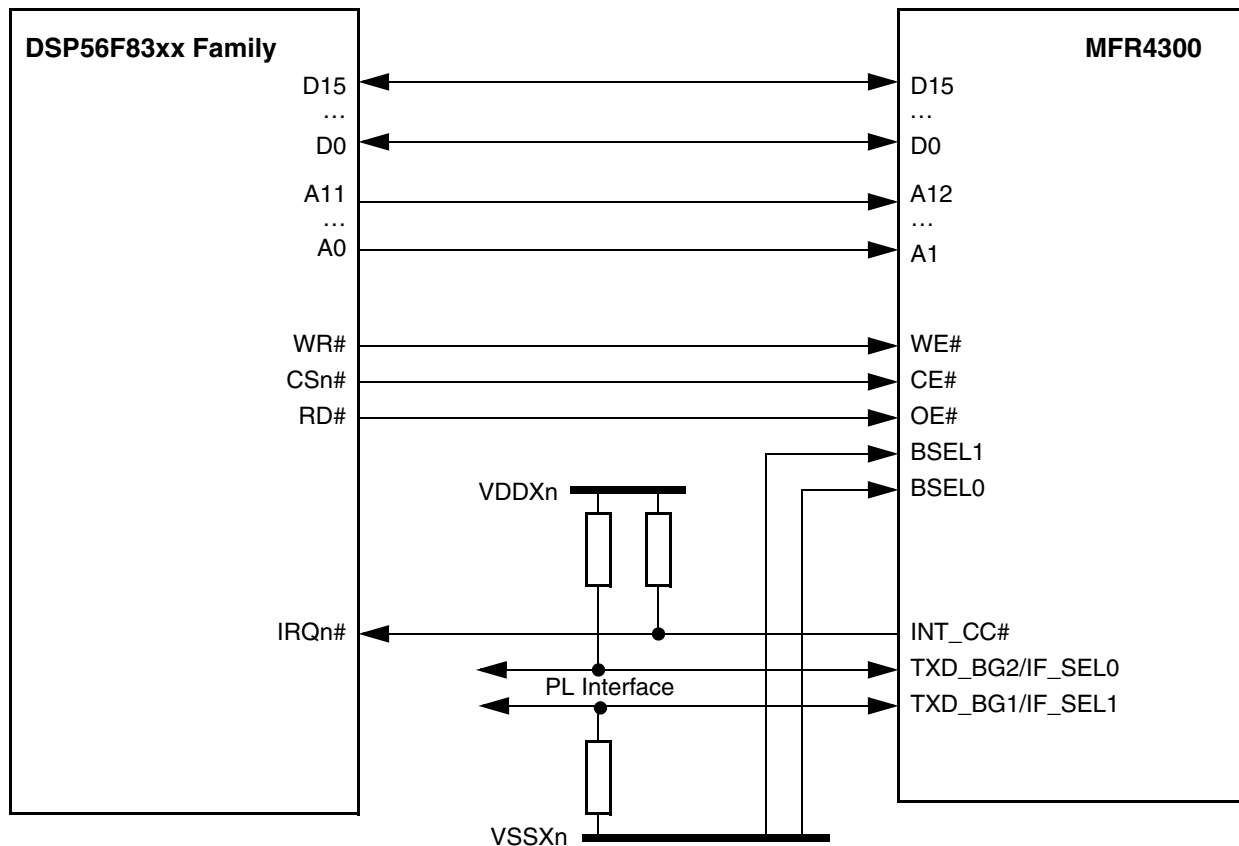 DSP56F83xx Family
MFR4300
D15
D15
...
...
D0
D0
A11
A12
...
...
A0
A1
WR#
WE#
CSn#
CE#
RD#
OE#
BSEL1
VDDXn
BSEL0
IRQn#
INT_CC#
TXD_BG2/IF_SEL0
PL Interface
TXD_BG1/IF_SEL1
VSSXn